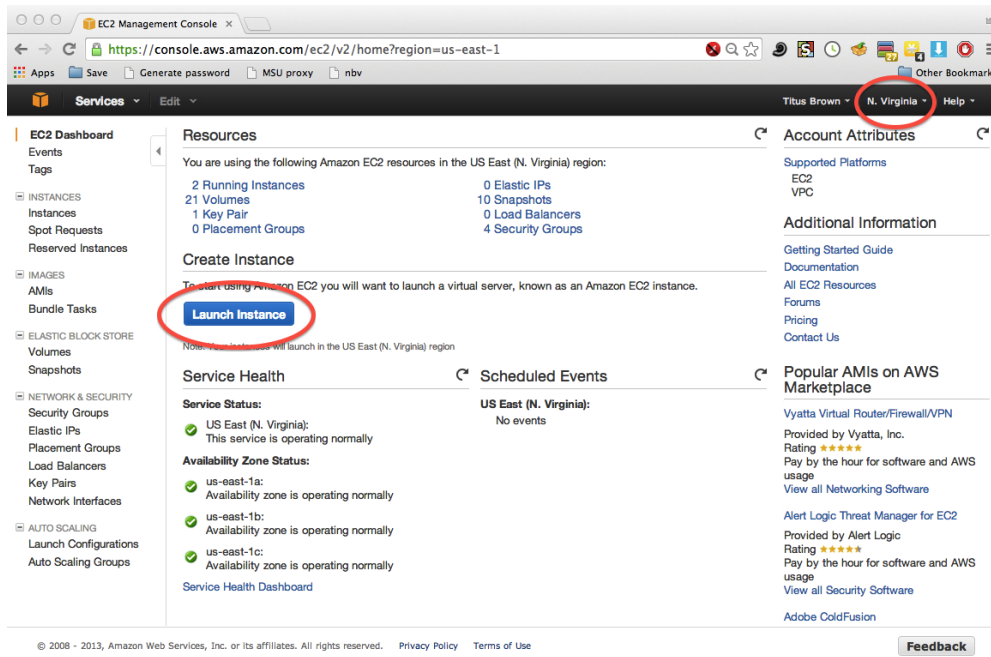 EC2 Management Console ×
https://console.aws.amazon.com/ec2/v2/home?region=us-east-1
Apps Save Generate password MSU proxy nbv Other Bookmark
27 4
Services Edit Titus Brown N. Virginia Help
EC2 Dashboard
Events
Tags
INSTANCES
Instances
Spot Requests
Reserved Instances
IMAGES
AMIs
Bundle Tasks
ELASTIC BLOCK STORE
Volumes
Snapshots
NETWORK & SECURITY
Security Groups
Elastic IPs
Placement Groups
Load Balancers
Key Pairs
Network Interfaces
AUTO SCALING
Launch Configurations
Auto Scaling Groups
Resources
You are using the following Amazon EC2 resources in the US East (N. Virginia) region:
2 Running Instances
21 Volumes
1 Key Pair
0 Placement Groups
0 Elastic IPs
10 Snapshots
0 Load Balancers
4 Security Groups
Create Instance
To start using Amazon EC2 you will want to launch a virtual server, known as an Amazon EC2 instance.
Launch Instance
Note: Your instances will launch in the US East (N. Virginia) region
Service Health
Service Status:
US East (N. Virginia):
This service is operating normally
Availability Zone Status:
us-east-1a:
Availability zone is operating normally
us-east-1b:
Availability zone is operating normally
us-east-1c:
Availability zone is operating normally
Service Health Dashboard
Scheduled Events
US East (N. Virginia):
No events
Account Attributes
Supported Platforms
EC2
VPC
Additional Information
Getting Started Guide
Documentation
All EC2 Resources
Forums
Pricing
Contact Us
Popular AMIs on AWS
Marketplace
Vyatta Virtual Router/Firewall/VPN
Provided by Vyatta, Inc.
Rating
Pay by the hour for software and AWS
usage
View all Networking Software
Alert Logic Threat Manager for EC2
Provided by Alert Logic
Rating
Pay by the hour for software and AWS
usage
View all Security Software
Adobe ColdFusion
© 2008 - 2013, Amazon Web Services, Inc. or its affiliates. All rights reserved. Privacy Policy Terms of Use
Feedback